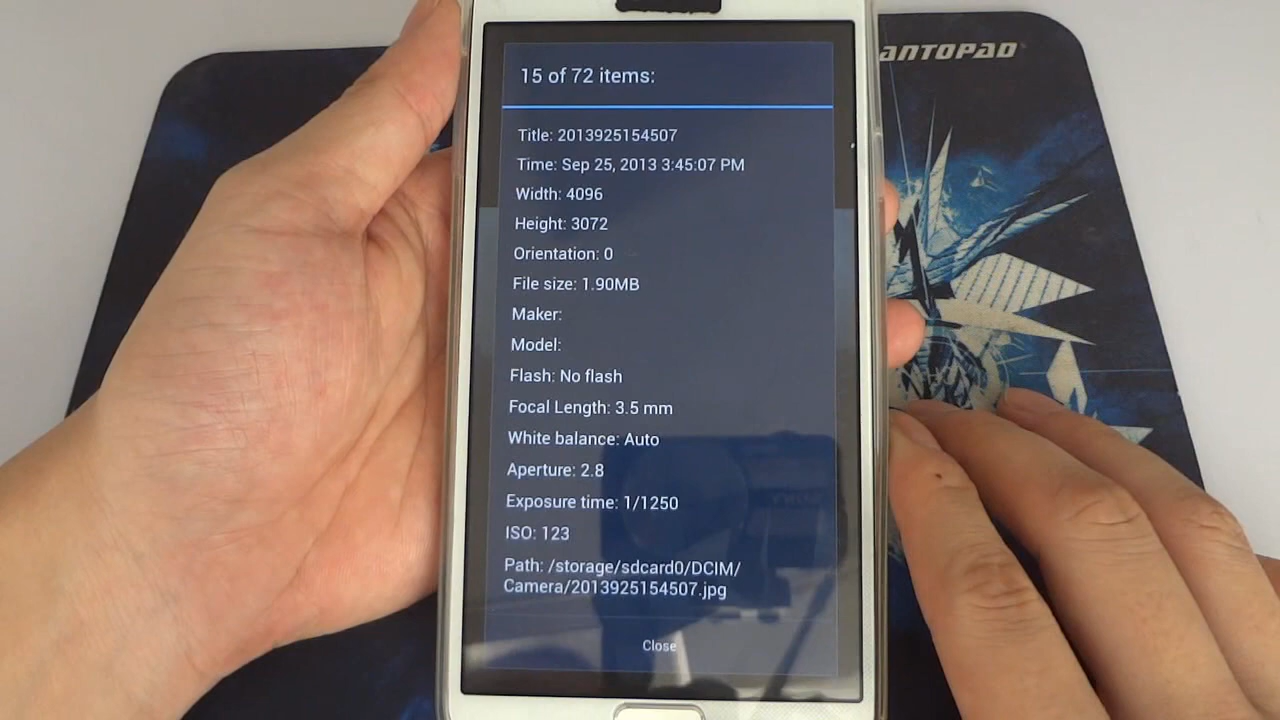 ANTOPAD
15 of 72 items:
Title: 2013925154507
Time: Sep 25, 2013 3:45:07 PM
Width: 4096
Height: 3072
Orientation: 0
File size: 1.90MB
Maker:
Model:
Flash: No flash
Focal Length: 3.5 mm
White balance: Auto
Aperture: 2.8
Exposure time: 1/1250
ISO: 123
Path: /storage/sdcard0/DCIM/
Camera/2013925154507.jpg
Close